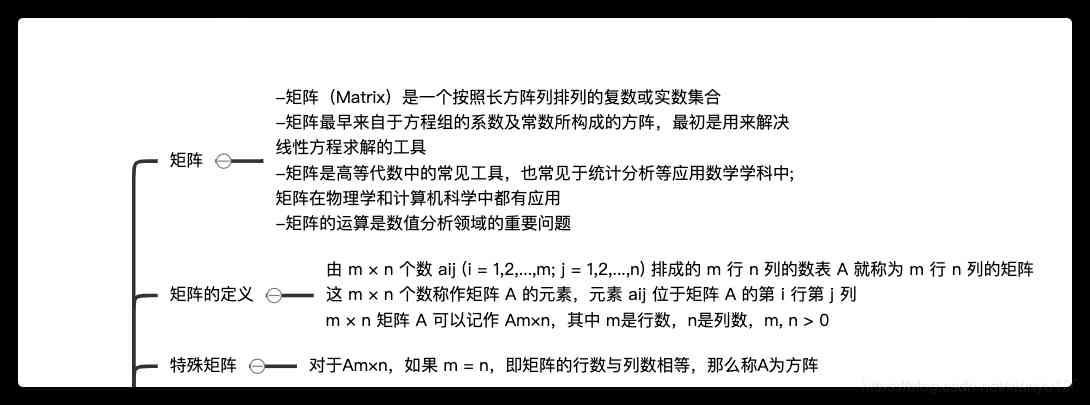 –矩阵（Matrix）是一个按照长方阵列排列的复数或实数集合
–矩阵最早来自于方程组的系数及常数所构成的方阵，最初是用来解决
线性方程求解的工具
矩阵
–矩阵是高等代数中的常见工具，也常见于统计分析等应用数学学科中;
矩阵在物理学和计算机科学中都有应用
–矩阵的运算是数值分析领域的重要问题
由 m × n 个数 aij (i = 1,2,...,m; j = 1,2,...,n) 排成的 m 行 n 列的数表 A 就称为 m 行 n 列的矩阵
矩阵的定义
这 m × n 个数称作矩阵 A 的元素，元素 aij 位于矩阵 A 的第 i 行第 j 列
m × n 矩阵 A 可以记作 Am×n，其中 m是行数，n是列数，m, n > 0
特殊矩阵
对于Am×n，如果 m = n，即矩阵的行数与列数相等，那么称A为方阵